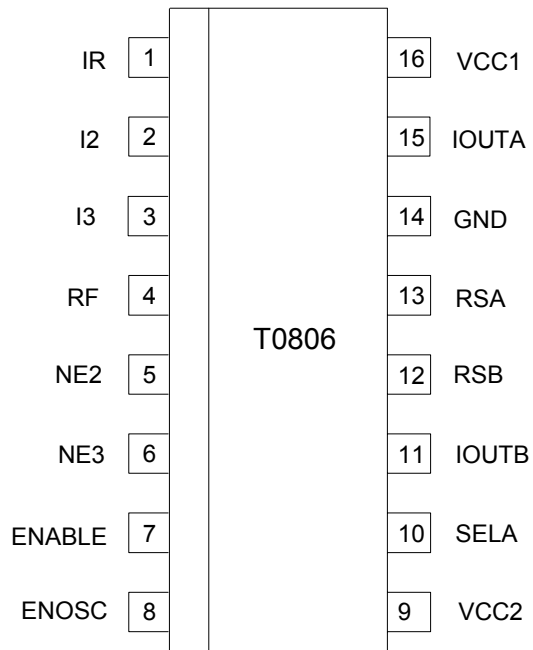 IR 1 16 VCC1
I2 2 15 IOUTA
I3 3 14 GND
RF 4 13 RSA
T0806
NE2 5 12 RSB
NE3 6 11 IOUTB
ENABLE 7 10 SELA
ENOSC 8 9 VCC2